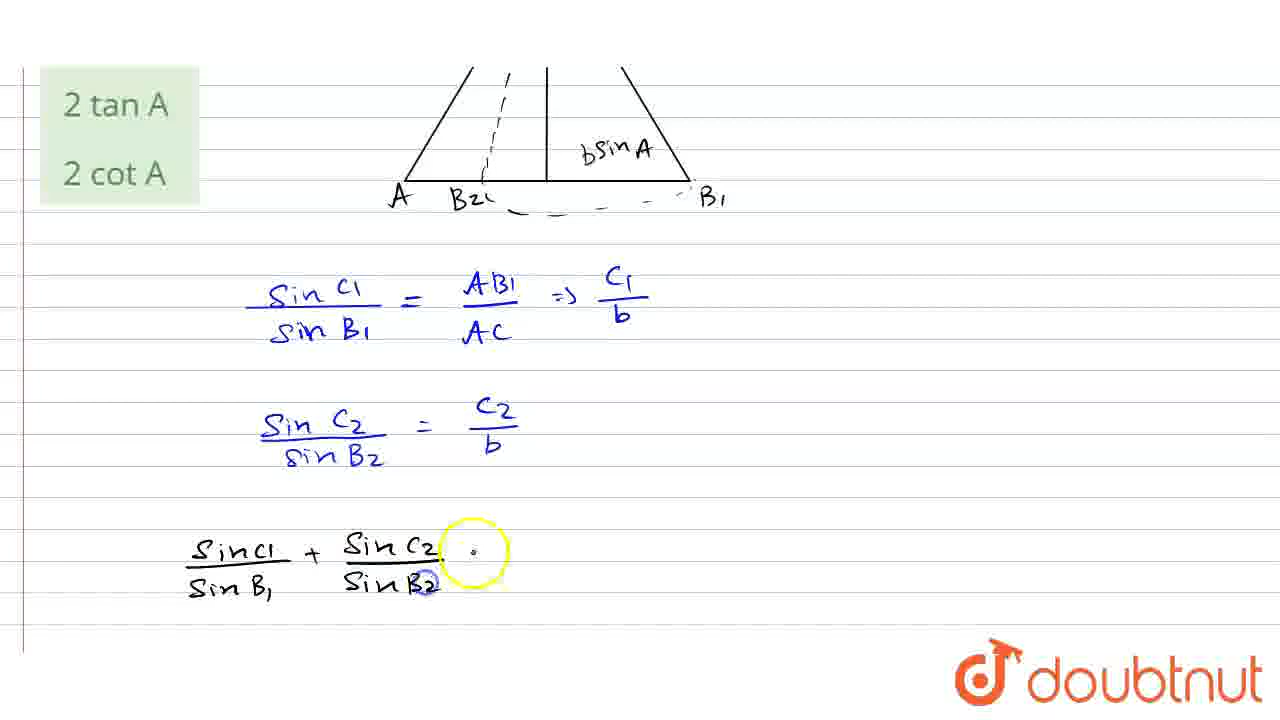 2 tan A
2 cot A
b sin A
A B2 B1
sin C1 / sin B1 = AB1 / AC ⇒ C1 / b
sin C2 / sin B2 = C2 / b
sin C1 / sin B1 + sin C2 / sin B2
doubtnut